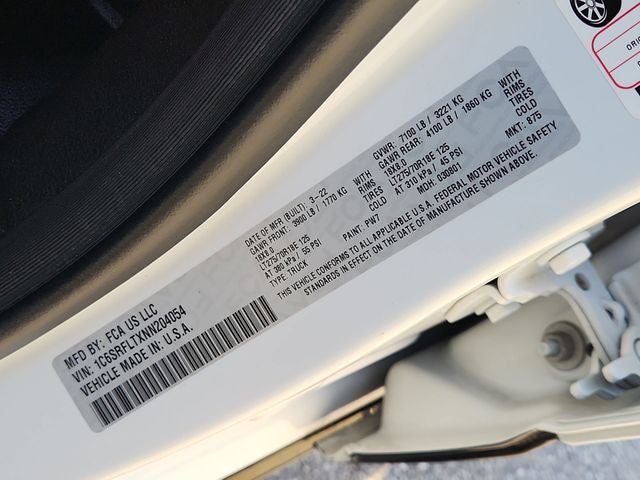 MFD BY: FCA US LLC
VIN: 1C6SRFLTXNN204054
VEHICLE MADE IN: U.S.A.
DATE OF MFR (BUILT): 3-22
GAWR FRONT: 3900 LB / 1770 KG WITH
18X8.0 RIMS
LT275/70R18E 125 TIRES
AT 380 kPa / 55 PSI COLD
TYPE: TRUCK PAINT: PW7
GVWR: 7100 LB / 3221 KG
GAWR REAR: 4100 LB / 1860 KG WITH
18X8.0 RIMS
LT275/70R18E 125 TIRES
AT 310 kPa / 45 PSI COLD
MDH: 030801 MKT: 875
THIS VEHICLE CONFORMS TO ALL APPLICABLE U.S.A. FEDERAL MOTOR VEHICLE SAFETY
STANDARDS IN EFFECT ON THE DATE OF MANUFACTURE SHOWN ABOVE.